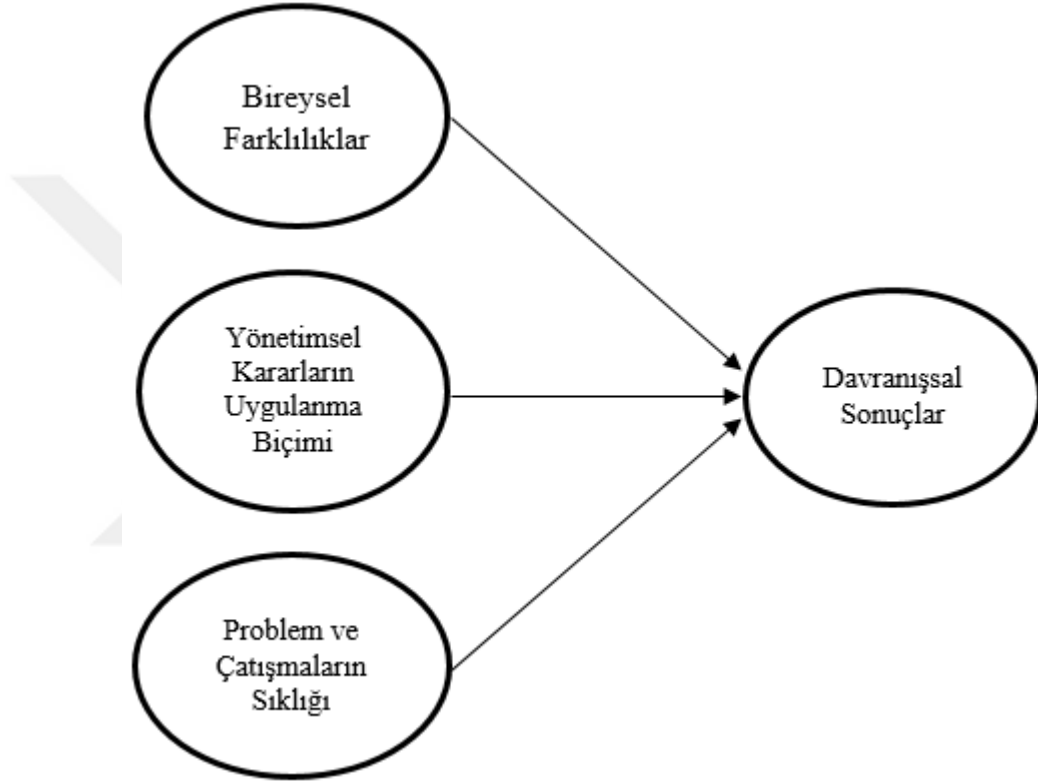 Bireysel
Farklılıklar
Yönetimsel
Kararların
Uygulanma
Biçimi
Davranışsal
Sonuçlar
Problem ve
Çatışmaların
Sıklığı